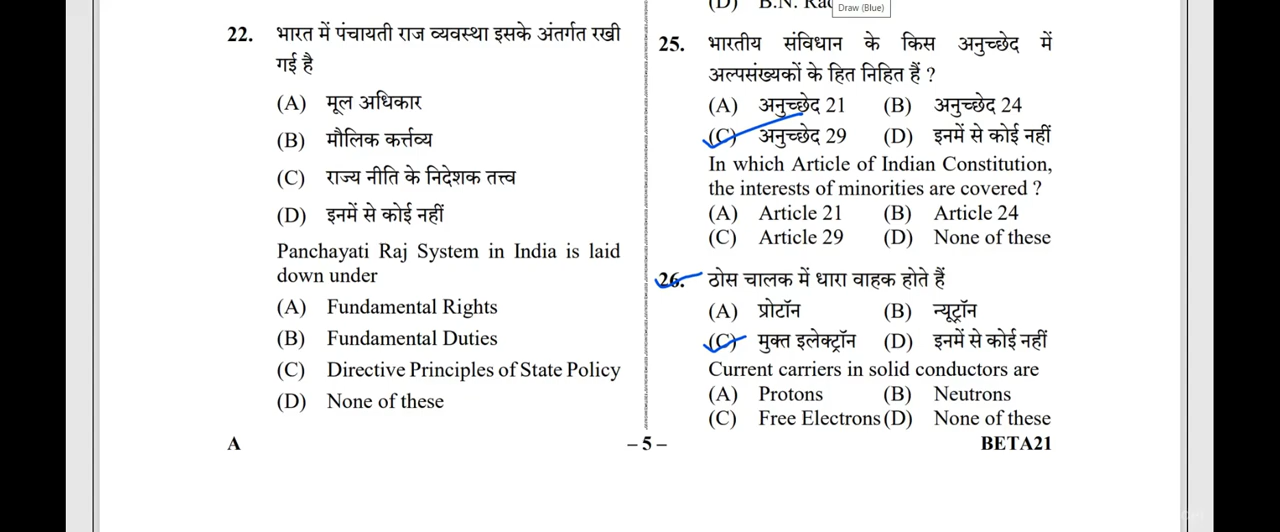 22. भारत में पंचायती राज व्यवस्था इसके अंतर्गत रखी
गई है
(A) मूल अधिकार
(B) मौलिक कर्त्तव्य
(C) राज्य नीति के निदेशक तत्त्व
(D) इनमें से कोई नहीं
Panchayati Raj System in India is laid
down under
(A) Fundamental Rights
(B) Fundamental Duties
(C) Directive Principles of State Policy
(D) None of these
(D) B.N.
Draw (Blue)
25. भारतीय संविधान के किस अनुच्छेद में
अल्पसंख्यकों के हित निहित हैं ?
(A) अनुच्छेद 21 (B) अनुच्छेद 24
(C) अनुच्छेद 29 (D) इनमें से कोई नहीं
In which Article of Indian Constitution,
the interests of minorities are covered ?
(A) Article 21 (B) Article 24
(C) Article 29 (D) None of these
26. ठोस चालक में धारा वाहक होते हैं
(A) प्रोटॉन (B) न्यूट्रॉन
(C) मुक्त इलेक्ट्रॉन (D) इनमें से कोई नहीं
Current carriers in solid conductors are
(A) Protons (B) Neutrons
(C) Free Electrons (D) None of these
A – 5 – BETA21